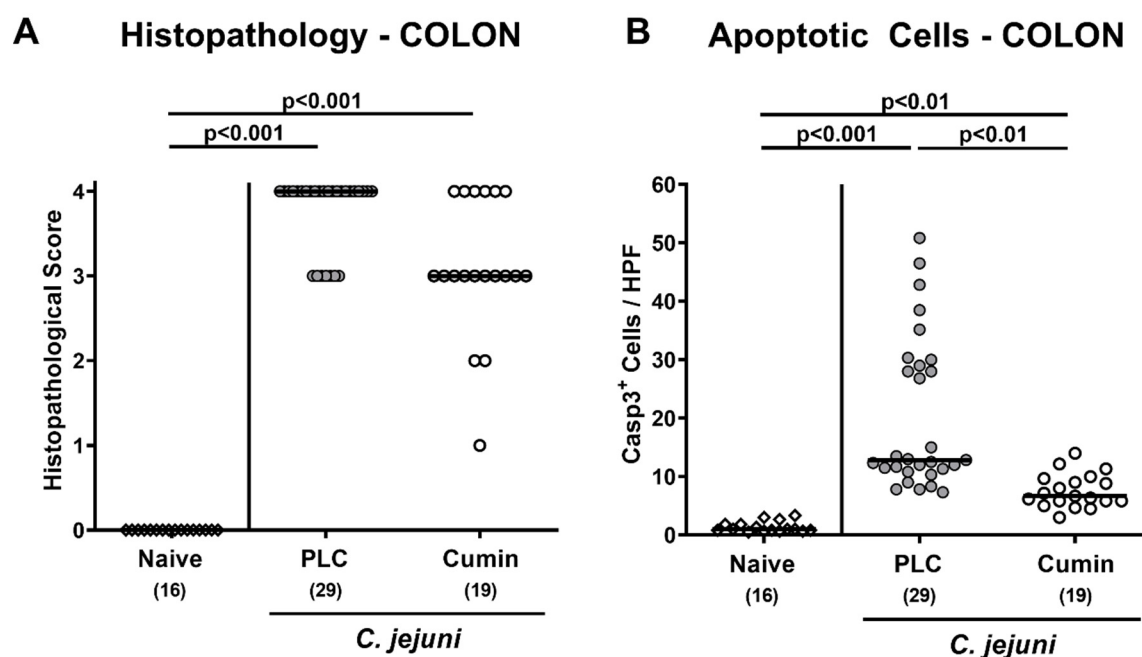 A Histopathology - COLON
p<0.001
p<0.001
Histopathological Score
4
3
2
1
0
Naive PLC Cumin
(16) (29) (19)
C. jejuni
B Apoptotic Cells - COLON
p<0.01
p<0.001 p<0.01
Casp3+ Cells / HPF
60
50
40
30
20
10
0
Naive PLC Cumin
(16) (29) (19)
C. jejuni